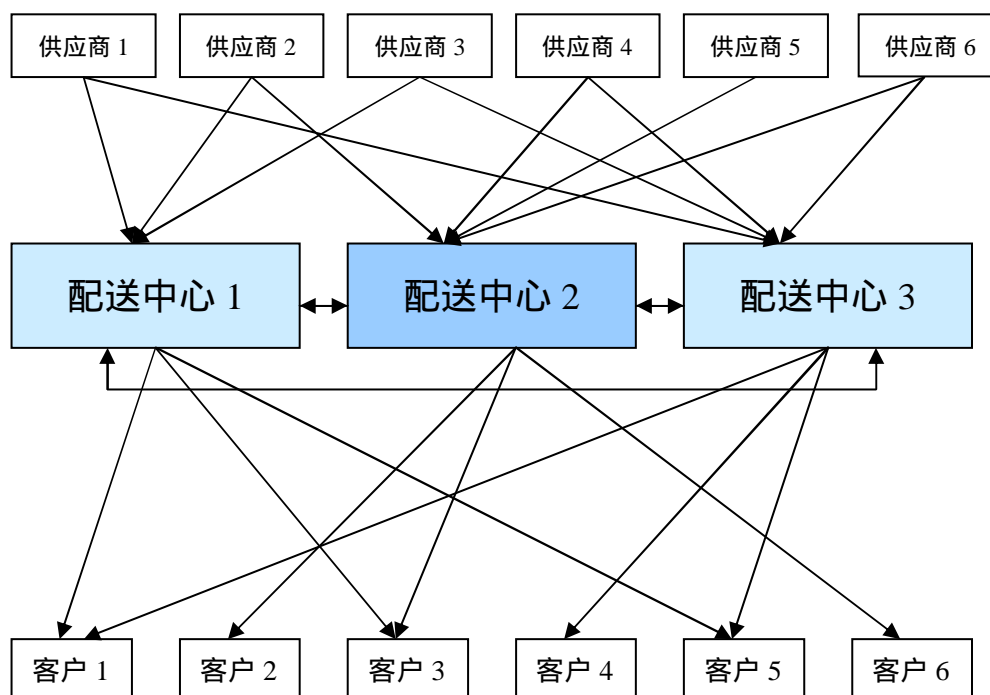 供应商 1
供应商 2
供应商 3
供应商 4
供应商 5
供应商 6
配送中心 1
配送中心 2
配送中心 3
客户 1
客户 2
客户 3
客户 4
客户 5
客户 6